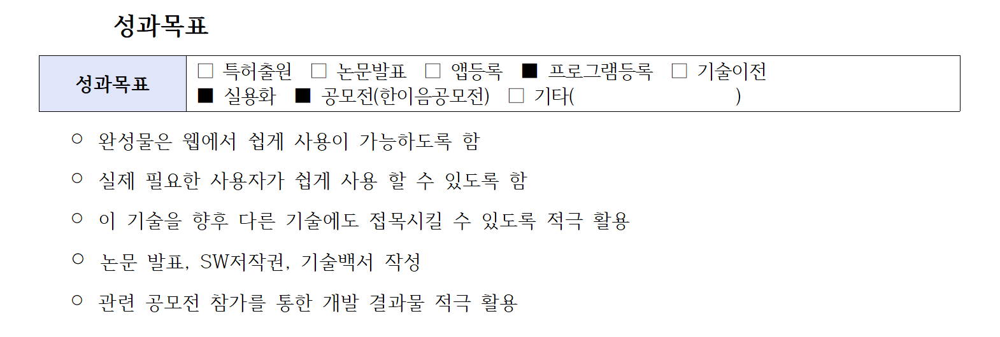 성과목표
성과목표
□ 특허출원 □ 논문발표 □ 앱등록 ■ 프로그램등록 □ 기술이전
■ 실용화 ■ 공모전(한이음공모전) □ 기타( )
○ 완성물은 웹에서 쉽게 사용이 가능하도록 함
○ 실제 필요한 사용자가 쉽게 사용 할 수 있도록 함
○ 이 기술을 향후 다른 기술에도 접목시킬 수 있도록 적극 활용
○ 논문 발표, SW저작권, 기술백서 작성
○ 관련 공모전 참가를 통한 개발 결과물 적극 활용